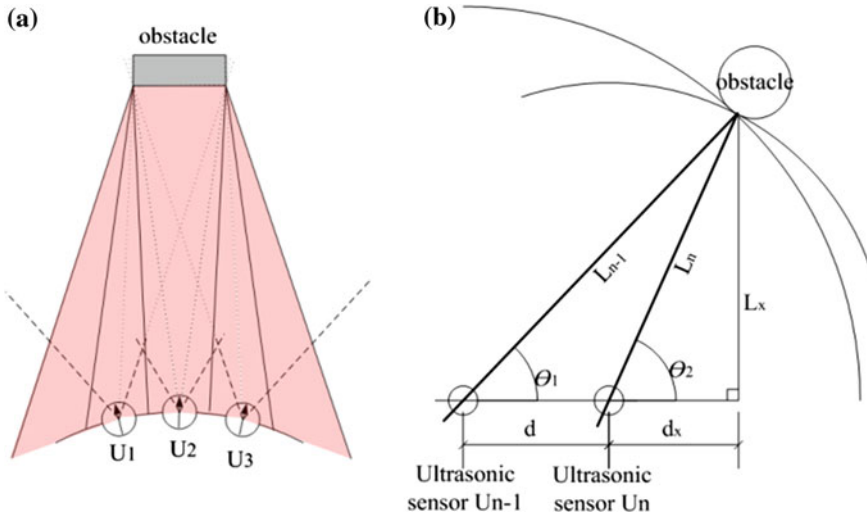 (a)
obstacle
U1
U2
U3
(b)
obstacle
Ln-1
Ln
Lx
θ1
θ2
d
dx
Ultrasonic
sensor Un-1
Ultrasonic
sensor Un